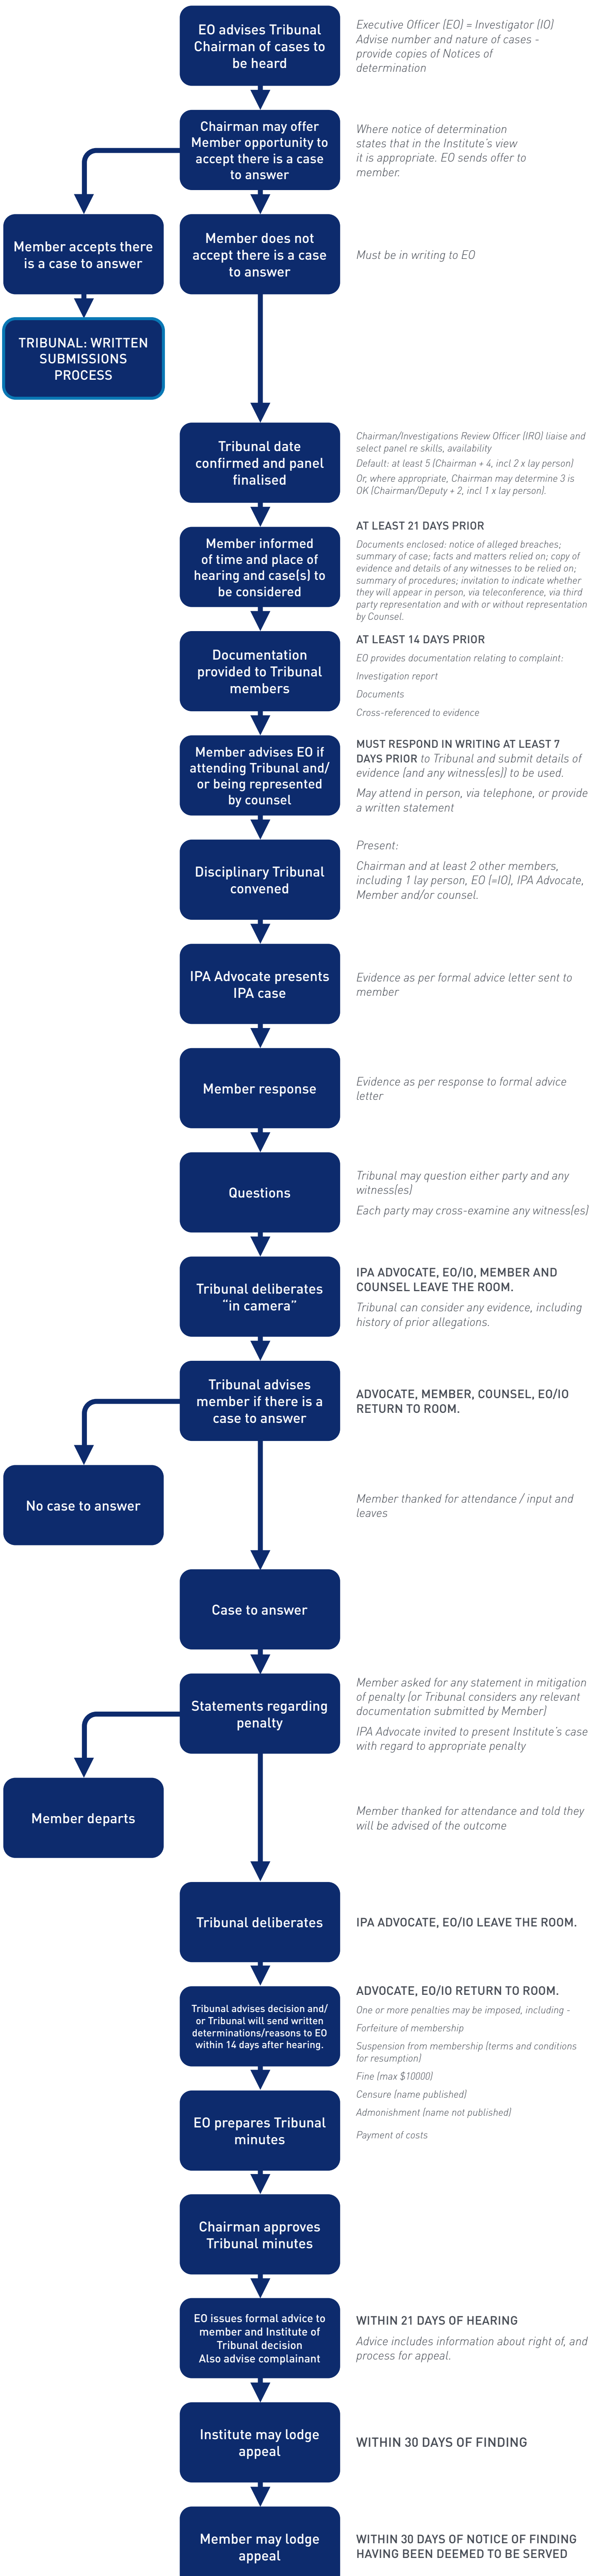 EO advises Tribunal
Chairman of cases to
be heard
Executive Officer (EO) = Investigator (IO)
Advise number and nature of cases -
provide copies of Notices of
determination
Chairman may offer
Member opportunity to
accept there is a case
to answer
Where notice of determination
states that in the Institute's view
it is appropriate. EO sends offer to
member.
Member accepts there
is a case to answer
Member does not
accept there is a case
to answer
Must be in writing to EO
TRIBUNAL: WRITTEN
SUBMISSIONS
PROCESS
Tribunal date
confirmed and panel
finalised
Chairman/Investigations Review Officer (IRO) liaise and
select panel re skills, availability
Default: at least 5 (Chairman + 4, incl 2 x lay person)
Or, where appropriate, Chairman may determine 3 is
OK (Chairman/Deputy + 2, incl 1 x lay person).
Member informed
of time and place of
hearing and case(s) to
be considered
AT LEAST 21 DAYS PRIOR
Documents enclosed: notice of alleged breaches;
summary of case; facts and matters relied on; copy of
evidence and details of any witnesses to be relied on;
summary of procedures; invitation to indicate whether
they will appear in person, via teleconference, via third
party representation and with or without representation
by Counsel.
Documentation
provided to Tribunal
members
AT LEAST 14 DAYS PRIOR
EO provides documentation relating to complaint:
Investigation report
Documents
Cross-referenced to evidence
Member advises EO if
attending Tribunal and/
or being represented
by counsel
MUST RESPOND IN WRITING AT LEAST 7
DAYS PRIOR to Tribunal and submit details of
evidence (and any witness(es)) to be used.
May attend in person, via telephone, or provide
a written statement
Disciplinary Tribunal
convened
Present:
Chairman and at least 2 other members,
including 1 lay person, EO (=IO), IPA Advocate,
Member and/or counsel.
IPA Advocate presents
IPA case
Evidence as per formal advice letter sent to
member
Member response
Evidence as per response to formal advice
letter
Questions
Tribunal may question either party and any
witness(es)
Each party may cross-examine any witness(es)
Tribunal deliberates
"in camera"
IPA ADVOCATE, EO/IO, MEMBER AND
COUNSEL LEAVE THE ROOM.
Tribunal can consider any evidence, including
history of prior allegations.
Tribunal advises
member if there is a
case to answer
ADVOCATE, MEMBER, COUNSEL, EO/IO
RETURN TO ROOM.
No case to answer
Member thanked for attendance / input and
leaves
Case to answer
Statements regarding
penalty
Member asked for any statement in mitigation
of penalty (or Tribunal considers any relevant
documentation submitted by Member)
IPA Advocate invited to present Institute's case
with regard to appropriate penalty
Member departs
Member thanked for attendance and told they
will be advised of the outcome
Tribunal deliberates
IPA ADVOCATE, EO/IO LEAVE THE ROOM.
Tribunal advises decision and/
or Tribunal will send written
determinations/reasons to EO
within 14 days after hearing.
ADVOCATE, EO/IO RETURN TO ROOM.
One or more penalties may be imposed, including -
Forfeiture of membership
Suspension from membership (terms and conditions
for resumption)
Fine (max $10000)
Censure (name published)
Admonishment (name not published)
Payment of costs
EO prepares Tribunal
minutes
Chairman approves
Tribunal minutes
EO issues formal advice to
member and Institute of
Tribunal decision
Also advise complainant
WITHIN 21 DAYS OF HEARING
Advice includes information about right of, and
process for appeal.
Institute may lodge
appeal
WITHIN 30 DAYS OF FINDING
Member may lodge
appeal
WITHIN 30 DAYS OF NOTICE OF FINDING
HAVING BEEN DEEMED TO BE SERVED